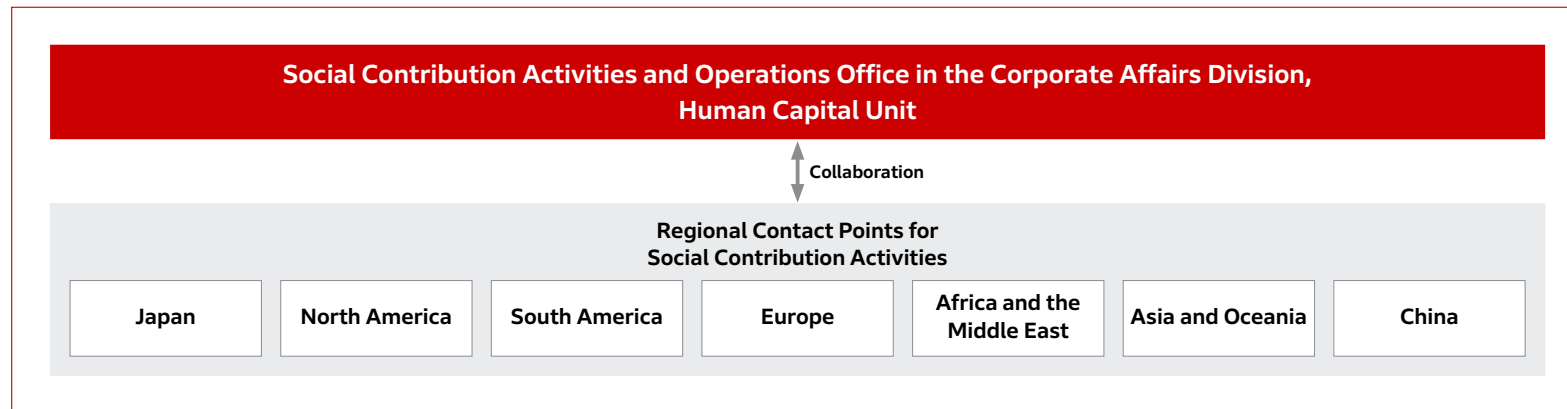 Social Contribution Activities and Operations Office in the Corporate Affairs Division,
Human Capital Unit
Collaboration
Regional Contact Points for
Social Contribution Activities
Japan
North America
South America
Europe
Africa and the
Middle East
Asia and Oceania
China